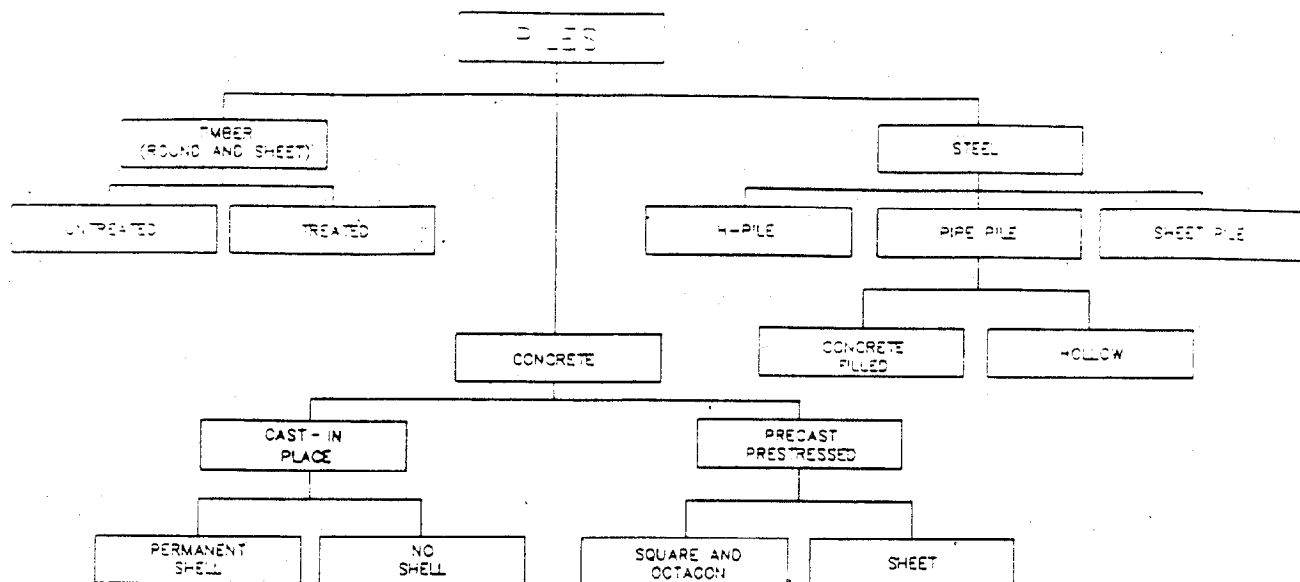 PILES
TIMBER
(ROUND AND SHEET)
STEEL
UNTREATED
TREATED
H-PILE
PIPE PILE
SHEET PILE
CONCRETE
CONCRETE
FILLED
HOLLOW
CAST-IN
PLACE
PRECAST
PRESTRESSED
PERMANENT
SHELL
NO
SHELL
SQUARE AND
OCTAGON
SHEET